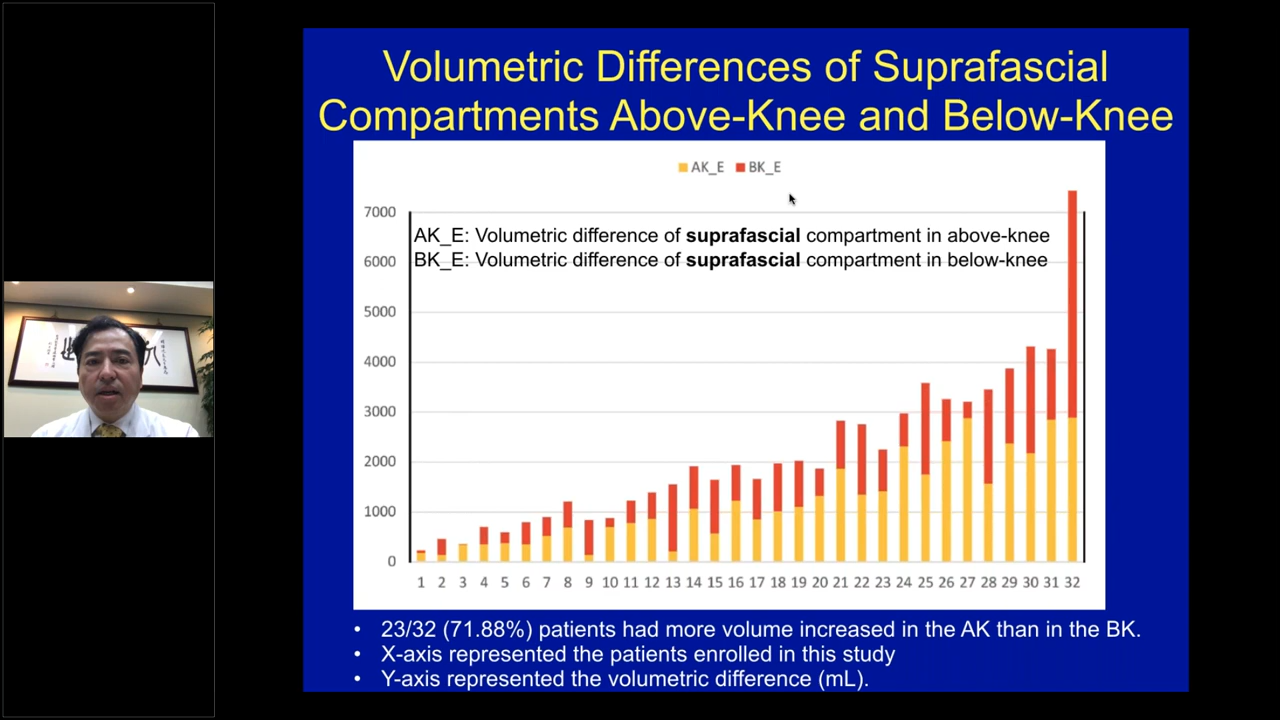 Volumetric Differences of Suprafascial
Compartments Above-Knee and Below-Knee
AK_E BK_E
7000
AK_E: Volumetric difference of suprafascial compartment in above-knee
BK_E: Volumetric difference of suprafascial compartment in below-knee
6000
5000
4000
3000
2000
1000
0
1 2 3 4 5 6 7 8 9 10 11 12 13 14 15 16 17 18 19 20 21 22 23 24 25 26 27 28 29 30 31 32
• 23/32 (71.88%) patients had more volume increased in the AK than in the BK.
• X-axis represented the patients enrolled in this study
• Y-axis represented the volumetric difference (mL).